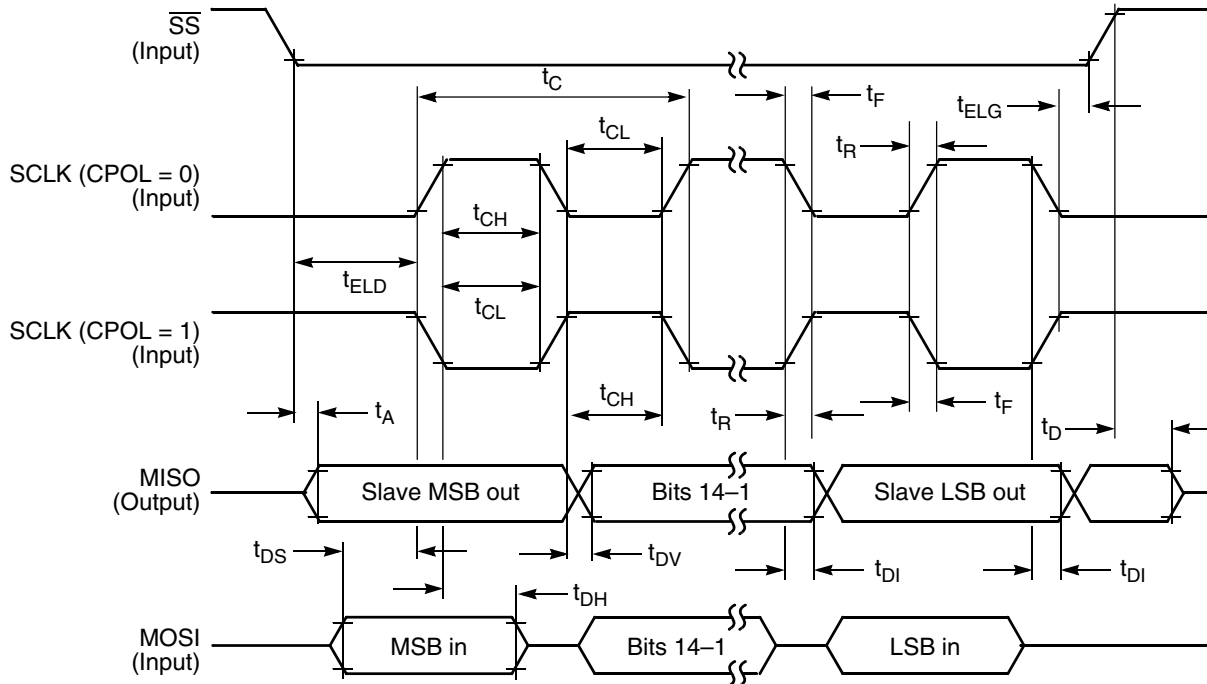 SS
(Input)
tC
tF
tELG
tCL
tR
SCLK (CPOL = 0)
(Input)
tCH
tELD
tCL
SCLK (CPOL = 1)
(Input)
tCH
tA
tR
tF
tD
MISO
(Output)
Slave MSB out
Bits 14–1
Slave LSB out
tDS
tDV
tDI
tDI
tDH
MOSI
(Input)
MSB in
Bits 14–1
LSB in